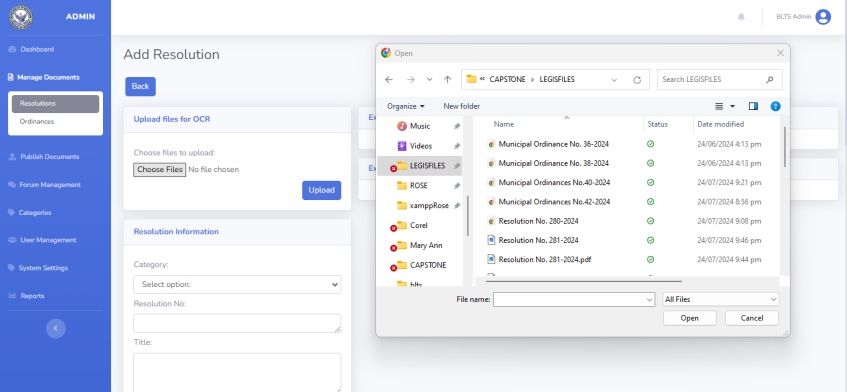 ADMIN
BLTS Admin
Dashboard
Manage Documents
Resolutions
Ordinances
Publish Documents
Forum Management
Categories
User Management
System Settings
Reports
Add Resolution
Back
Upload files for OCR
Choose files to upload:
Choose Files No file chosen
Upload
Resolution Information
Category:
Select option:
Resolution No:
Title:
Ex
Ex
Open
« CAPSTONE › LEGISFILES
Search LEGISFILES
Organize New folder
Music
Videos
LEGISFILES
ROSE
xamppRose
Corel
Mary Ann
CAPSTONE
blts
Name Status Date modified
Municipal Ordinance No. 36-2024 24/06/2024 4:13 pm
Municipal Ordinance No. 38-2024 24/06/2024 4:13 pm
Municipal Ordinances No.40-2024 24/07/2024 9:21 pm
Municipal Ordinances No.42-2024 24/07/2024 8:56 pm
Resolution No. 280-2024 24/07/2024 9:08 pm
Resolution No. 281-2024 24/07/2024 9:46 pm
Resolution No. 281-2024.pdf 24/07/2024 9:44 pm
File name: All Files
Open Cancel